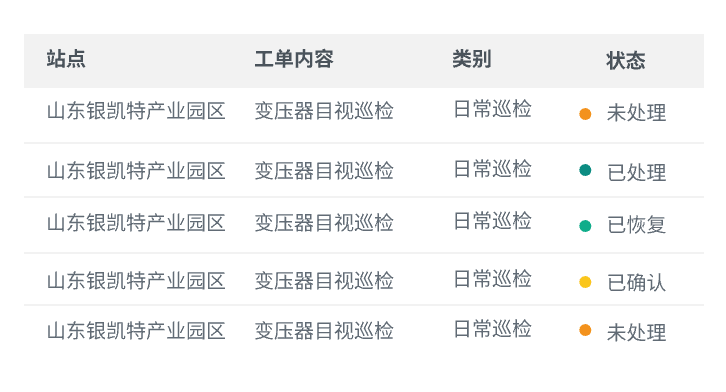 站点 工单内容 类别 状态
山东银凯特产业园区 变压器目视巡检 日常巡检 未处理
山东银凯特产业园区 变压器目视巡检 日常巡检 已处理
山东银凯特产业园区 变压器目视巡检 日常巡检 已恢复
山东银凯特产业园区 变压器目视巡检 日常巡检 已确认
山东银凯特产业园区 变压器目视巡检 日常巡检 未处理